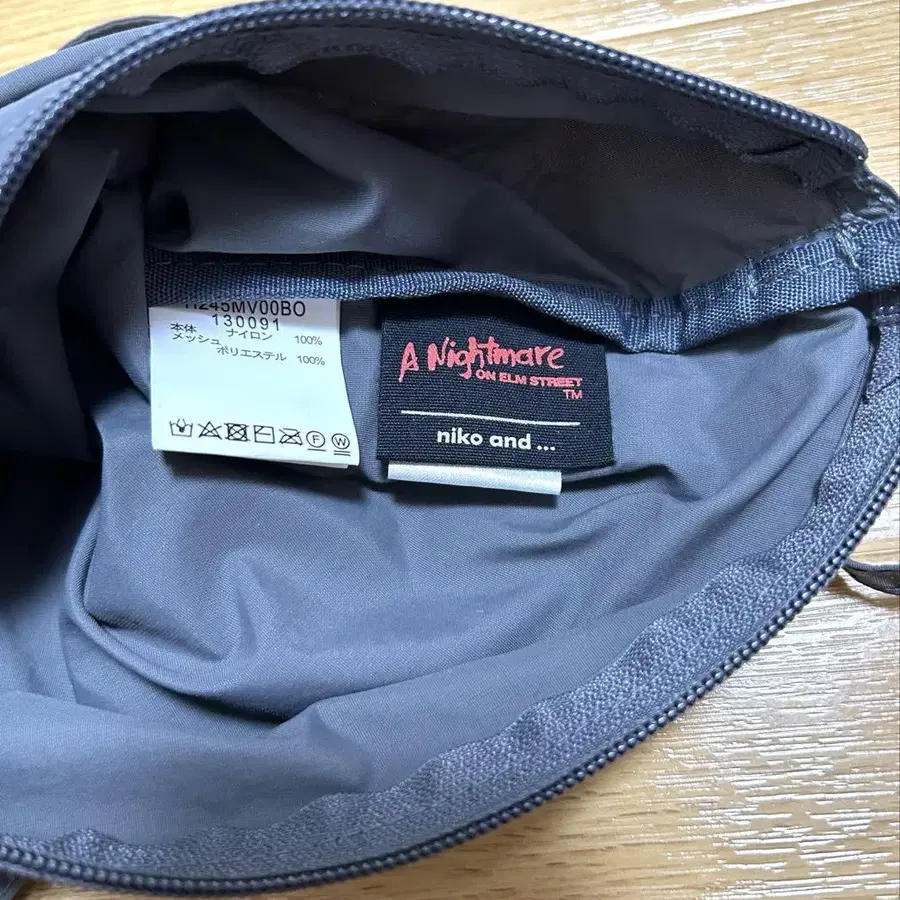 H245MV00BO
130091
本体 ナイロン 100%
メッシュ ポリエステル 100%
F W
A Nightmare
ON ELM STREET
TM
niko and ...